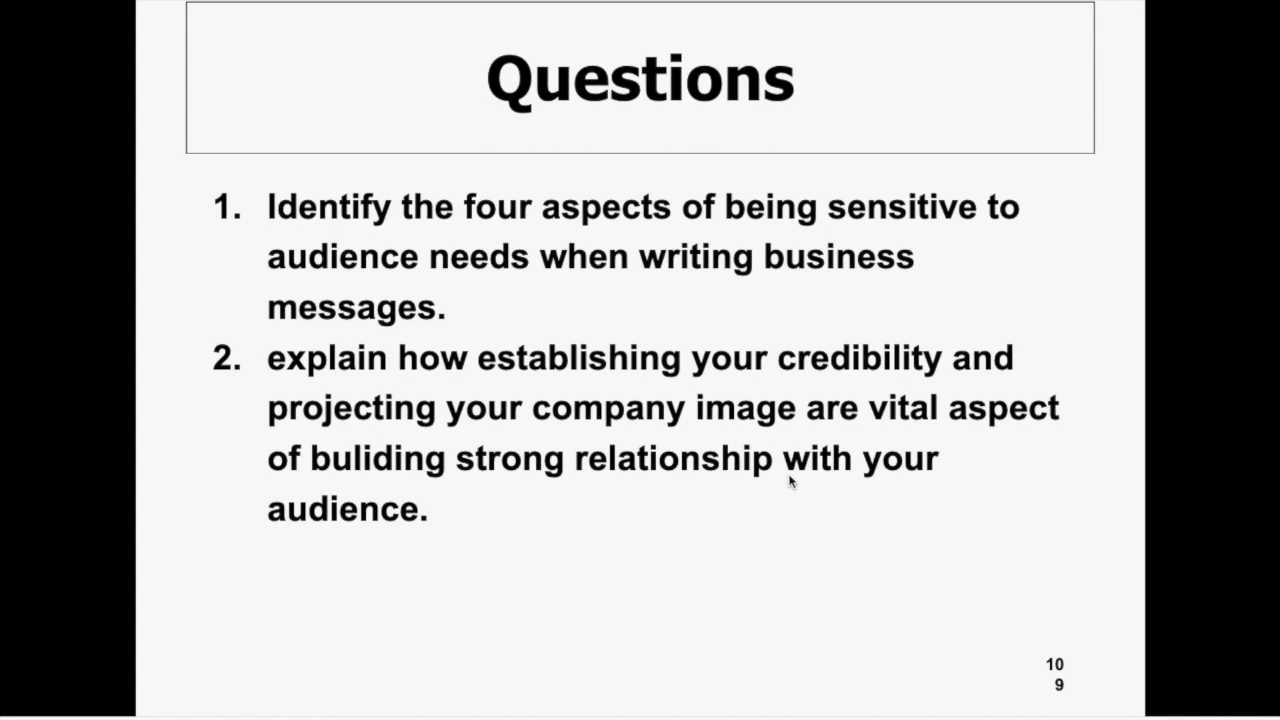 Questions
1. Identify the four aspects of being sensitive to
audience needs when writing business
messages.
2. explain how establishing your credibility and
projecting your company image are vital aspect
of buliding strong relationship with your
audience.
10
9